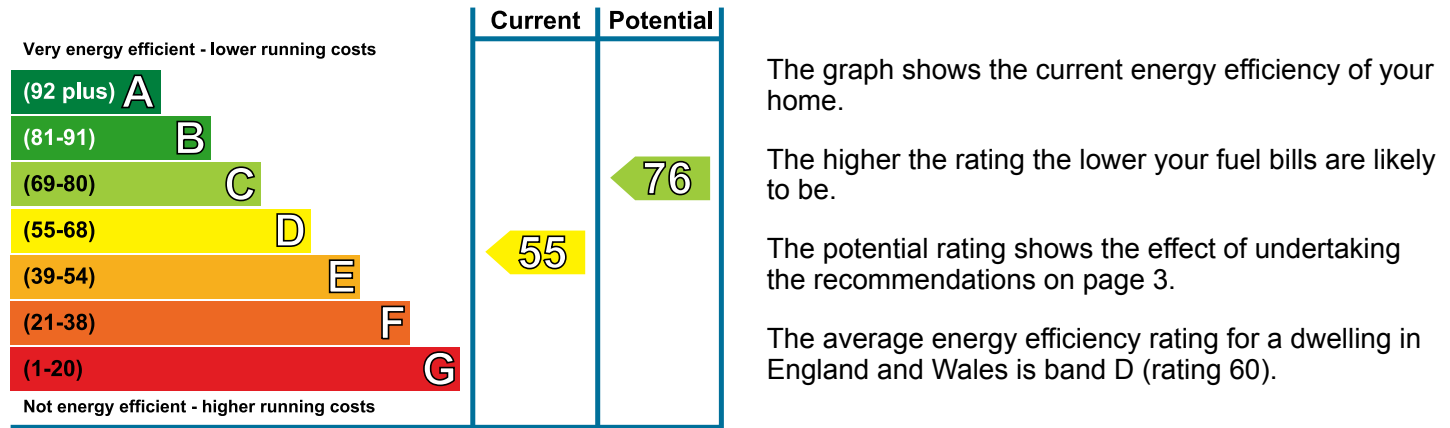 Current Potential
Very energy efficient - lower running costs
(92 plus) A
(81-91) B
(69-80) C
(55-68) D
(39-54) E
(21-38) F
(1-20) G
Not energy efficient - higher running costs
55
76
The graph shows the current energy efficiency of your
home.
The higher the rating the lower your fuel bills are likely
to be.
The potential rating shows the effect of undertaking
the recommendations on page 3.
The average energy efficiency rating for a dwelling in
England and Wales is band D (rating 60).